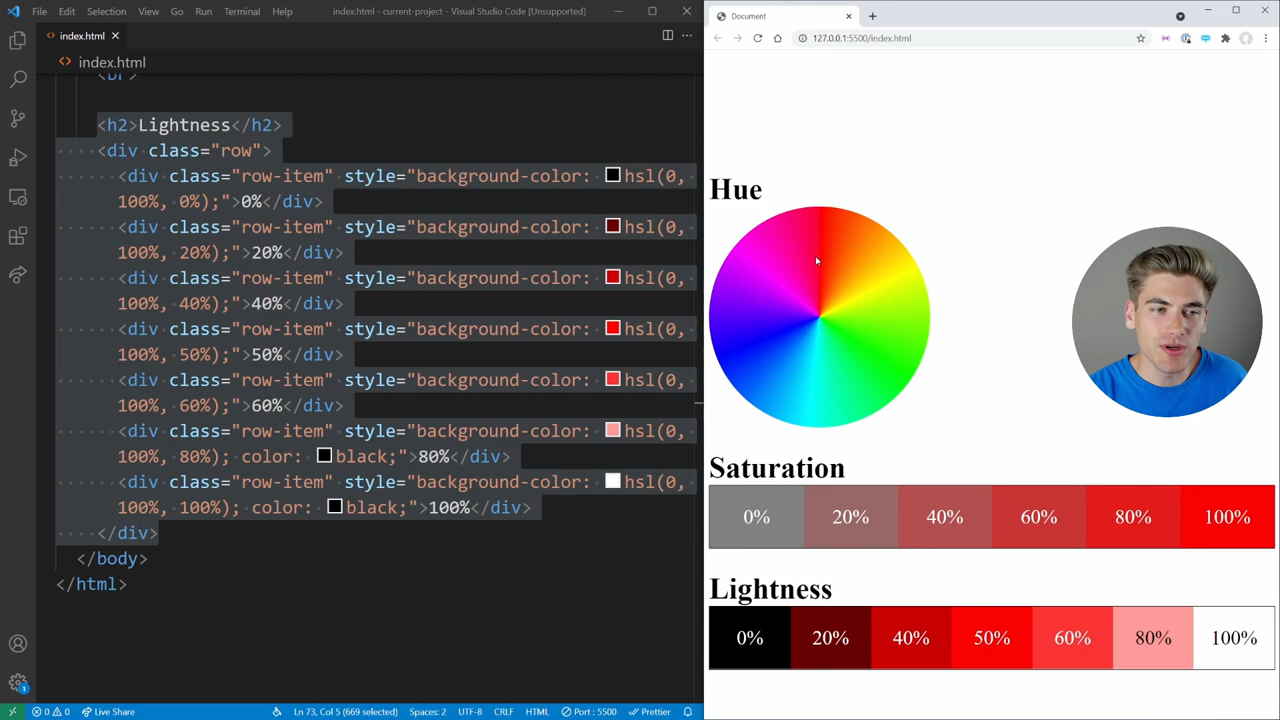 File Edit Selection View Go Run Terminal Help index.html - current-project - Visual Studio Code [Unsupported]
index.html
index.html
<br>
<h2>Lightness</h2>
<div class="row">
<div class="row-item" style="background-color: hsl(0,
100%, 0%);">0%</div>
<div class="row-item" style="background-color: hsl(0,
100%, 20%);">20%</div>
<div class="row-item" style="background-color: hsl(0,
100%, 40%);">40%</div>
<div class="row-item" style="background-color: hsl(0,
100%, 50%);">50%</div>
<div class="row-item" style="background-color: hsl(0,
100%, 60%);">60%</div>
<div class="row-item" style="background-color: hsl(0,
100%, 80%); color: black;">80%</div>
<div class="row-item" style="background-color: hsl(0,
100%, 100%); color: black;">100%</div>
</div>
</body>
</html>
1
0 0 Live Share Ln 73, Col 5 (669 selected) Spaces: 2 UTF-8 CRLF HTML Port : 5500 Prettier
Document
127.0.0.1:5500/index.html
Hue
Saturation
0% 20% 40% 60% 80% 100%
Lightness
0% 20% 40% 50% 60% 80% 100%